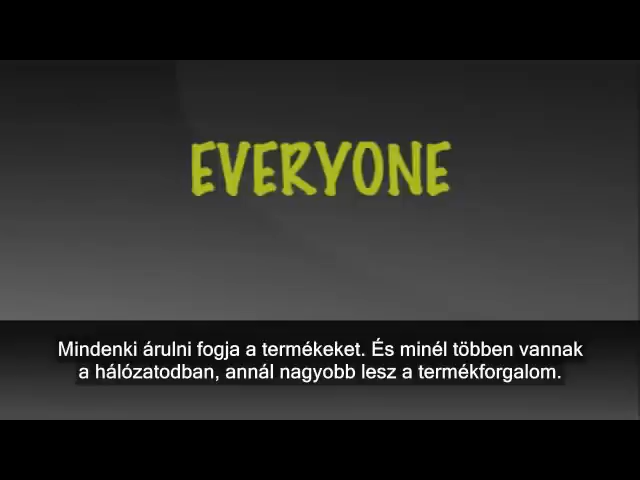 EVERYONE
Mindenki árulni fogja a termékeket. És minél többen vannak
a hálózatodban, annál nagyobb lesz a termékforgalom.